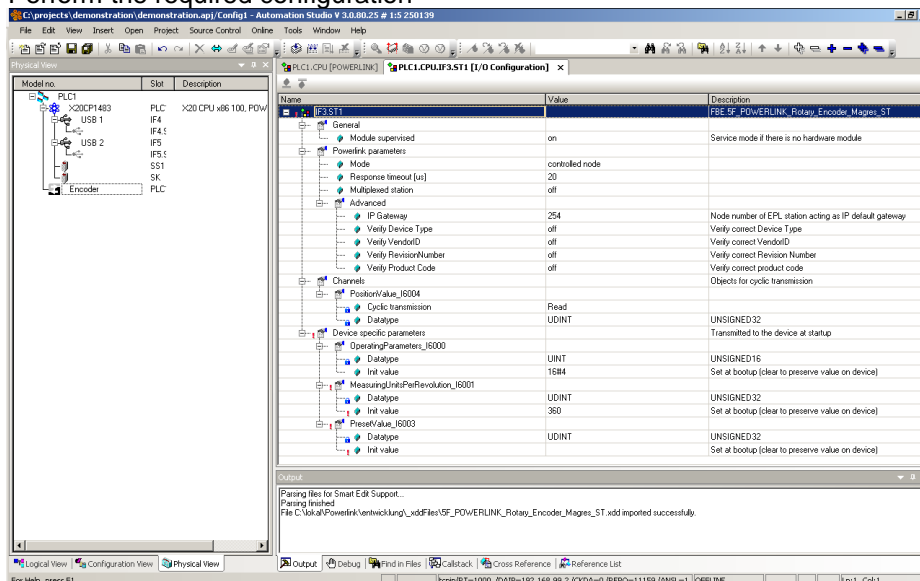 Perform the required configuration
C:\projects\demonstration\demonstration.apj/Config1 - Automation Studio V 3.0.80.25 # 1:5 250139
File Edit View Insert Open Project Source Control Online Tools Window Help
Physical View
PLC1.CPU [POWERLINK] PLC1.CPU.IF3.ST1 [I/O Configuration] ×
Model no. Slot Description
PLC1
X20CP1483 PLC X20 CPU x86 100, POW
USB 1 IF4
IF4.S
USB 2 IF5
IF5.S
SS1
SK
Encoder PLC
Name Value Description
IF3.ST1 FBE.5F_POWERLINK_Rotary_Encoder_Magres_ST
General
Module supervised on Service mode if there is no hardware module
Powerlink parameters
Mode controlled node
Response timeout [us] 20
Multiplexed station off
Advanced
IP Gateway 254 Node number of EPL station acting as IP default gateway
Verify Device Type off Verify correct Device Type
Verify VendorID off Verify correct VendorID
Verify RevisionNumber off Verify correct Revision Number
Verify Product Code off Verify correct product code
Channels Objects for cyclic transmission
PositionValue_I6004
Cyclic transmission Read
Datatype UDINT UNSIGNED32
Device specific parameters Transmitted to the device at startup
OperatingParameters_I6000
Datatype UINT UNSIGNED16
Init value 16#4 Set at bootup (clear to preserve value on device)
MeasuringUnitsPerRevolution_I6001
Datatype UDINT UNSIGNED32
Init value 360 Set at bootup (clear to preserve value on device)
PresetValue_I6003
Datatype UDINT UNSIGNED32
Init value Set at bootup (clear to preserve value on device)
Output
Parsing files for Smart Edit Support...
Parsing finished
File C:\lokal\Powerlink\entwicklung\_xddFiles\5F_POWERLINK_Rotary_Encoder_Magres_ST.xdd imported successfully.
Logical View Configuration View Physical View
Output Debug Find in Files Callstack Cross Reference Reference List
For Help, press F1